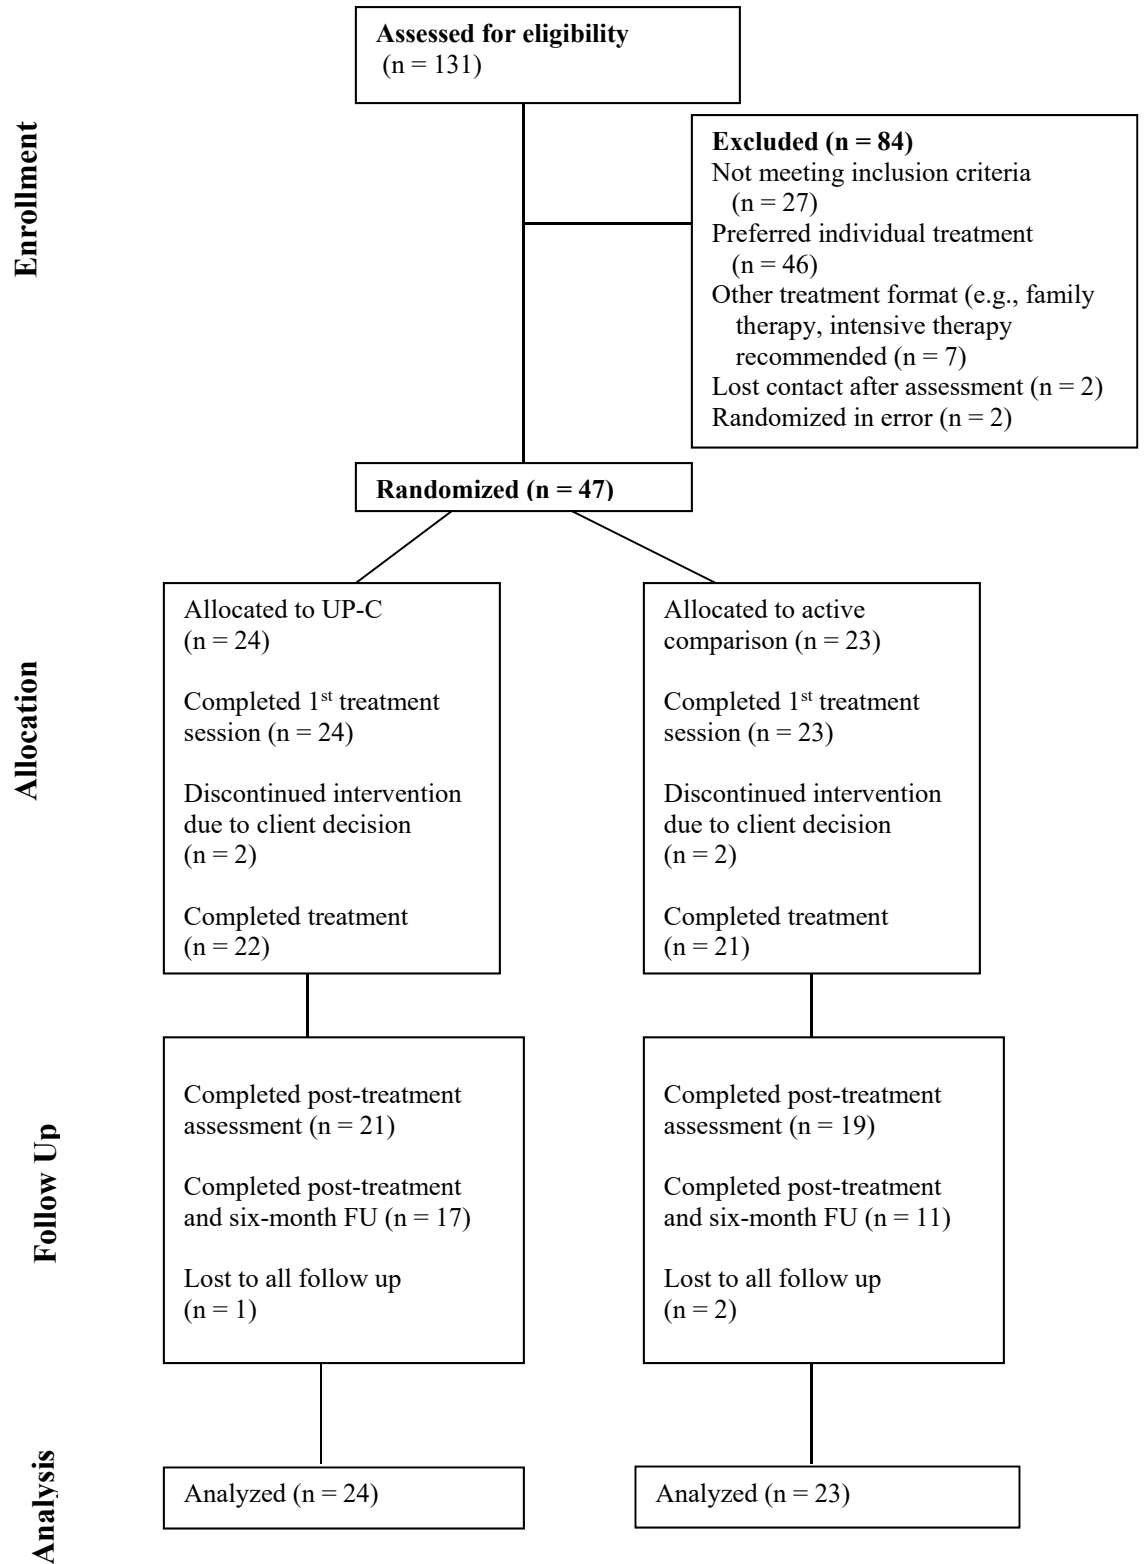 Assessed for eligibility
(n = 131)
Enrollment
Excluded (n = 84)
Not meeting inclusion criteria
(n = 27)
Preferred individual treatment
(n = 46)
Other treatment format (e.g., family
therapy, intensive therapy
recommended (n = 7)
Lost contact after assessment (n = 2)
Randomized in error (n = 2)
Randomized (n = 47)
Allocation
Allocated to UP-C
(n = 24)
Completed 1st treatment
session (n = 24)
Discontinued intervention
due to client decision
(n = 2)
Completed treatment
(n = 22)
Allocated to active
comparison (n = 23)
Completed 1st treatment
session (n = 23)
Discontinued intervention
due to client decision
(n = 2)
Completed treatment
(n = 21)
Follow Up
Completed post-treatment
assessment (n = 21)
Completed post-treatment
and six-month FU (n = 17)
Lost to all follow up
(n = 1)
Completed post-treatment
assessment (n = 19)
Completed post-treatment
and six-month FU (n = 11)
Lost to all follow up
(n = 2)
Analysis
Analyzed (n = 24)
Analyzed (n = 23)